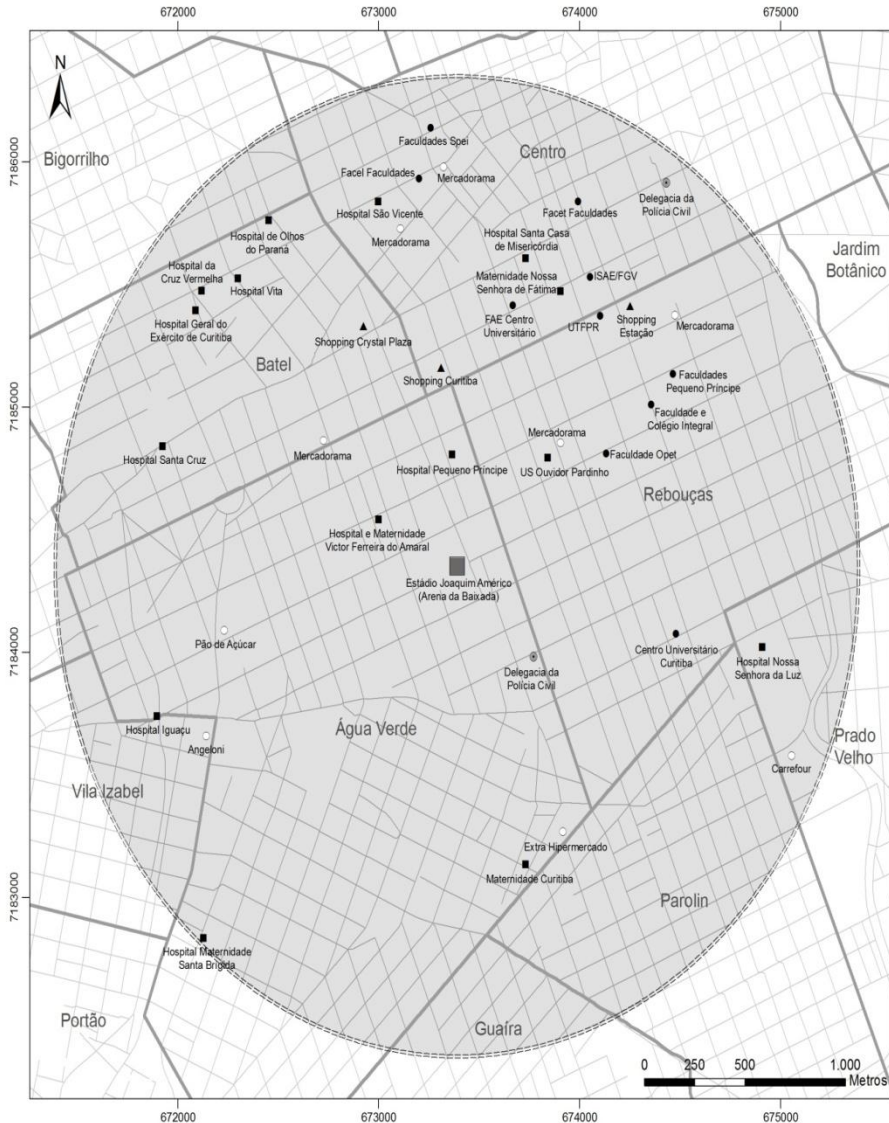 672000
673000
674000
675000
N
7186000
7185000
7184000
7183000
Bigorrilho
Faculdades Spei
Centro
Facel Faculdades
Mercadorama
Delegacia da
Polícia Civil
Hospital São Vicente
Facet Faculdades
Hospital de Olhos
do Paraná
Mercadorama
Hospital Santa Casa
de Misericórdia
Jardim
Botânico
Hospital da
Cruz Vermelha
Hospital Vita
Maternidade Nossa
Senhora de Fátima
ISAE/FGV
Hospital Geral do
Exército de Curitiba
FAE Centro
Universitário
UTFPR
Shopping
Estação
Mercadorama
Shopping Crystal Plaza
Batel
Shopping Curitiba
Faculdades
Pequeno Príncipe
Faculdade e
Colégio Integral
Mercadorama
Hospital Santa Cruz
Mercadorama
Hospital Pequeno Príncipe
US Ouvidor Pardinho
Faculdade Opet
Rebouças
Hospital e Maternidade
Victor Ferreira do Amaral
Estádio Joaquim Américo
(Arena da Baixada)
Pão de Açúcar
Centro Universitário
Curitiba
Hospital Nossa
Senhora da Luz
Delegacia da
Polícia Civil
Hospital Iguaçu
Água Verde
Angeloni
Prado
Velho
Carrefour
Vila Izabel
Extra Hipermercado
Maternidade Curitiba
Parolin
Hospital Maternidade
Santa Brígida
Portão
Guaíra
0 250 500 1.000
Metros
672000
673000
674000
675000